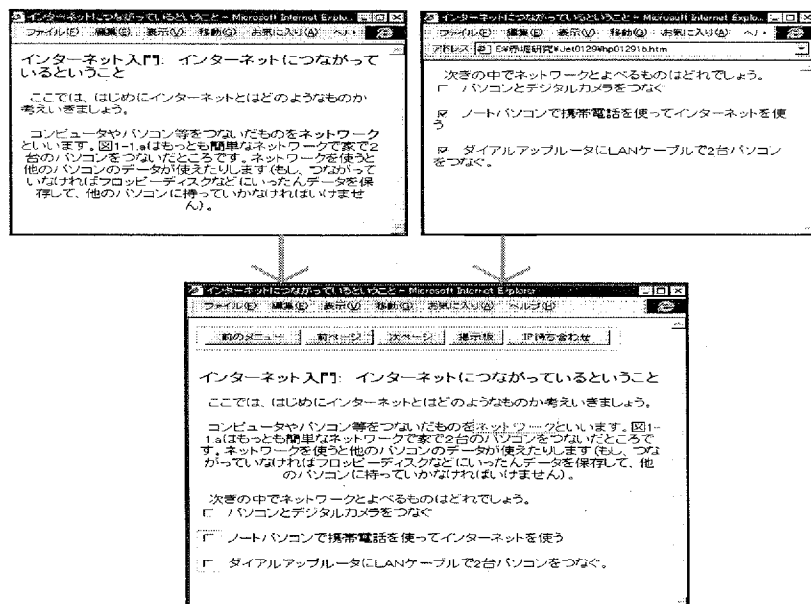 インターネットにつながっているということ - Microsoft Internet Explo..
ファイル(F) 編集(E) 表示(V) 移動(G) お気に入り(A) ヘル
インターネット入門: インターネットにつながって
いるということ
ここでは、はじめにインターネットとはどのようなものか
考えいきましょう。
コンピュータやパソコン等をつないだものをネットワーク
といいます。図1-1.aはもっとも簡単なネットワークで家で2
台のパソコンをつないだところです。ネットワークを使うと
他のパソコンのデータが使えたりします(もし、つながって
いなければフロッピーディスクなどにいったんデータを保
存して、他のパソコンに持っていかなければいけませ
ん)。
インターネットにつながっているということ - Microsoft Internet Explo..
ファイル(F) 編集(E) 表示(V) 移動(G) お気に入り(A) ヘ
アドレス E:¥赤堀研究¥Jet0129¥hp01291b.htm
次きの中でネットワークとよべるものはどれでしょう。
パソコンとデジタルカメラをつなぐ
ノートパソコンで携帯電話を使ってインターネットを使
う
ダイアルアップルータにLANケーブルで2台パソコン
をつなぐ。
インターネットにつながっているということ - Microsoft Internet Explorer
ファイル(F) 編集(E) 表示(V) 移動(G) お気に入り(A) ヘルプ(H)
前のメニュー 前ページ 次ページ 掲示板 IP待ち合わせ
インターネット入門: インターネットにつながっているということ
ここでは、はじめにインターネットとはどのようなものか考えいきましょう。
コンピュータやパソコン等をつないだものをネットワークといいます。図1-
1.aはもっとも簡単なネットワークで家で2台のパソコンをつないだところで
す。ネットワークを使うと他のパソコンのデータが使えたりします(もし、つな
がっていなければフロッピーディスクなどにいったんデータを保存して、他
のパソコンに持っていかなければいけません)。
次きの中でネットワークとよべるものはどれでしょう。
パソコンとデジタルカメラをつなぐ
ノートパソコンで携帯電話を使ってインターネットを使う
ダイアルアップルータにLANケーブルで2台パソコンをつなぐ。